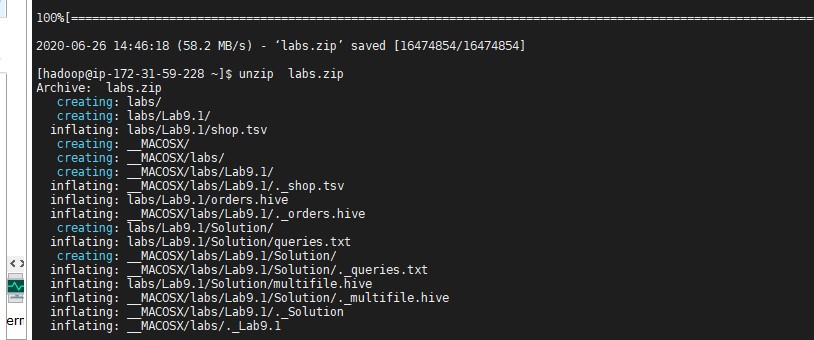 100%[==============================================================================================================
2020-06-26 14:46:18 (58.2 MB/s) - ‘labs.zip’ saved [16474854/16474854]
[hadoop@ip-172-31-59-228 ~]$ unzip  labs.zip
Archive:  labs.zip
   creating: labs/
   creating: labs/Lab9.1/
  inflating: labs/Lab9.1/shop.tsv
   creating: __MACOSX/
   creating: __MACOSX/labs/
   creating: __MACOSX/labs/Lab9.1/
  inflating: __MACOSX/labs/Lab9.1/._shop.tsv
  inflating: labs/Lab9.1/orders.hive
  inflating: __MACOSX/labs/Lab9.1/._orders.hive
   creating: labs/Lab9.1/Solution/
  inflating: labs/Lab9.1/Solution/queries.txt
   creating: __MACOSX/labs/Lab9.1/Solution/
  inflating: __MACOSX/labs/Lab9.1/Solution/._queries.txt
  inflating: labs/Lab9.1/Solution/multifile.hive
  inflating: __MACOSX/labs/Lab9.1/Solution/._multifile.hive
  inflating: __MACOSX/labs/Lab9.1/._Solution
  inflating: __MACOSX/labs/._Lab9.1